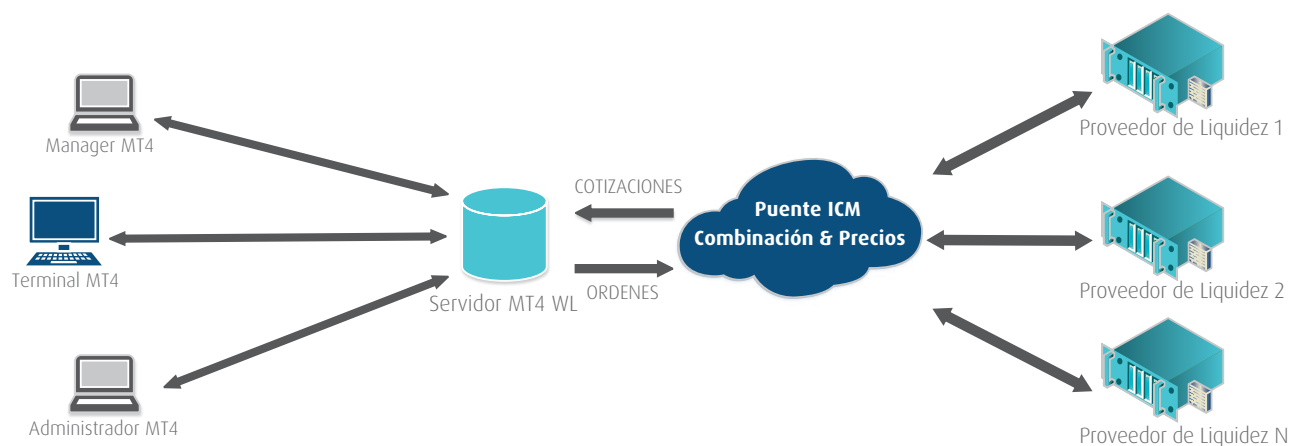 Manager MT4
Terminal MT4
Administrador MT4
Servidor MT4 WL
COTIZACIONES
ORDENES
Puente ICM
Combinación & Precios
Proveedor de Liquidez 1
Proveedor de Liquidez 2
Proveedor de Liquidez N